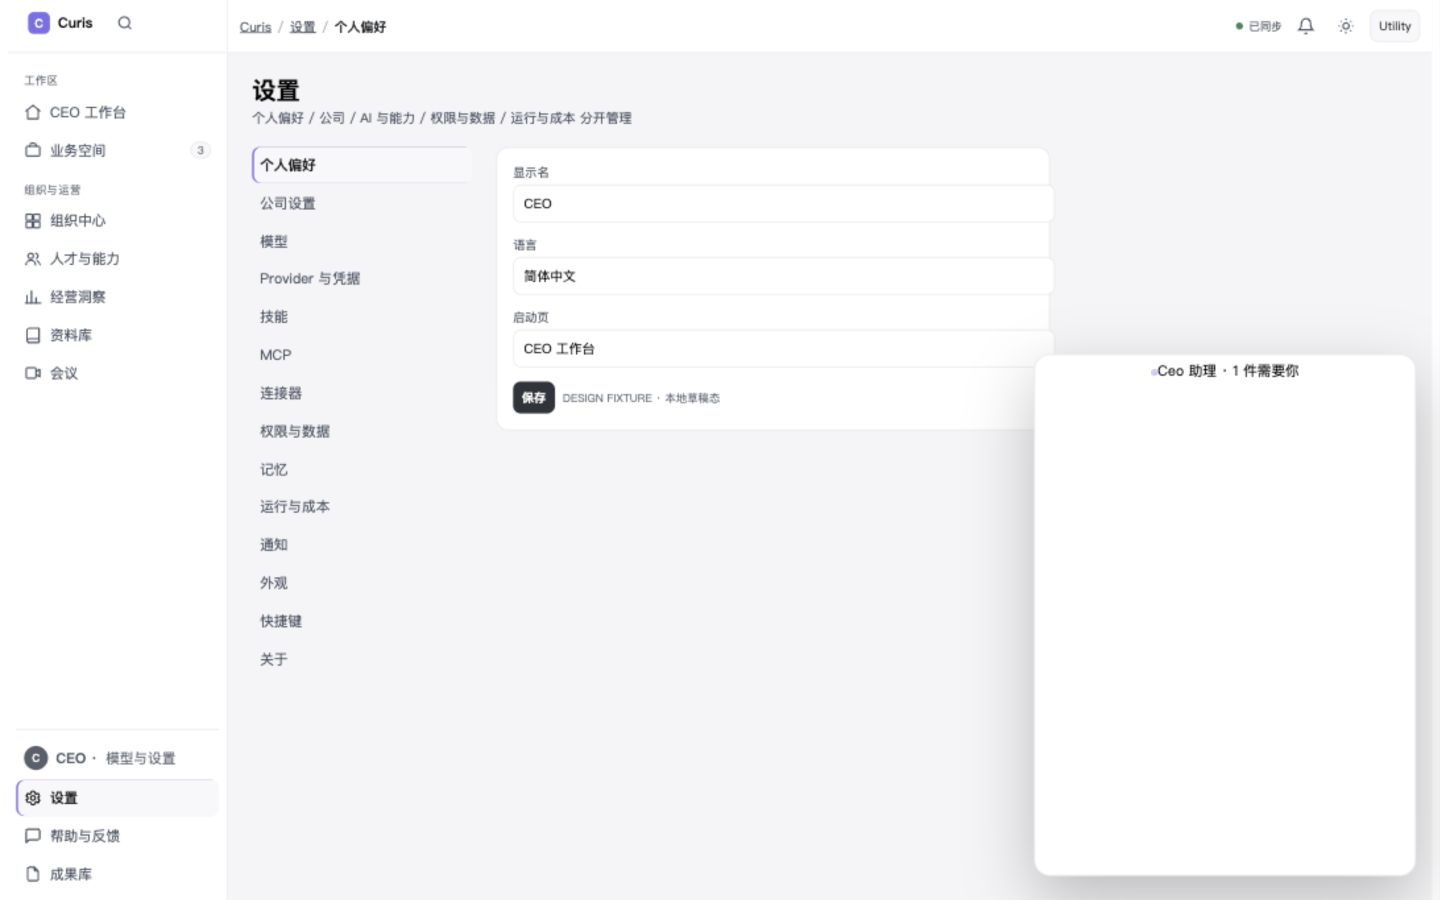 C Curis
Curis / 设置 / 个人偏好
已同步
Utility
工作区
CEO 工作台
业务空间 3
组织与运营
组织中心
人才与能力
经营洞察
资料库
会议
C CEO · 模型与设置
设置
帮助与反馈
成果库
设置
个人偏好 / 公司 / AI 与能力 / 权限与数据 / 运行与成本 分开管理
个人偏好
公司设置
模型
Provider 与凭据
技能
MCP
连接器
权限与数据
记忆
运行与成本
通知
外观
快捷键
关于
显示名
CEO
语言
简体中文
启动页
CEO 工作台
保存 DESIGN FIXTURE · 本地草稿态
Ceo 助理 · 1 件需要你